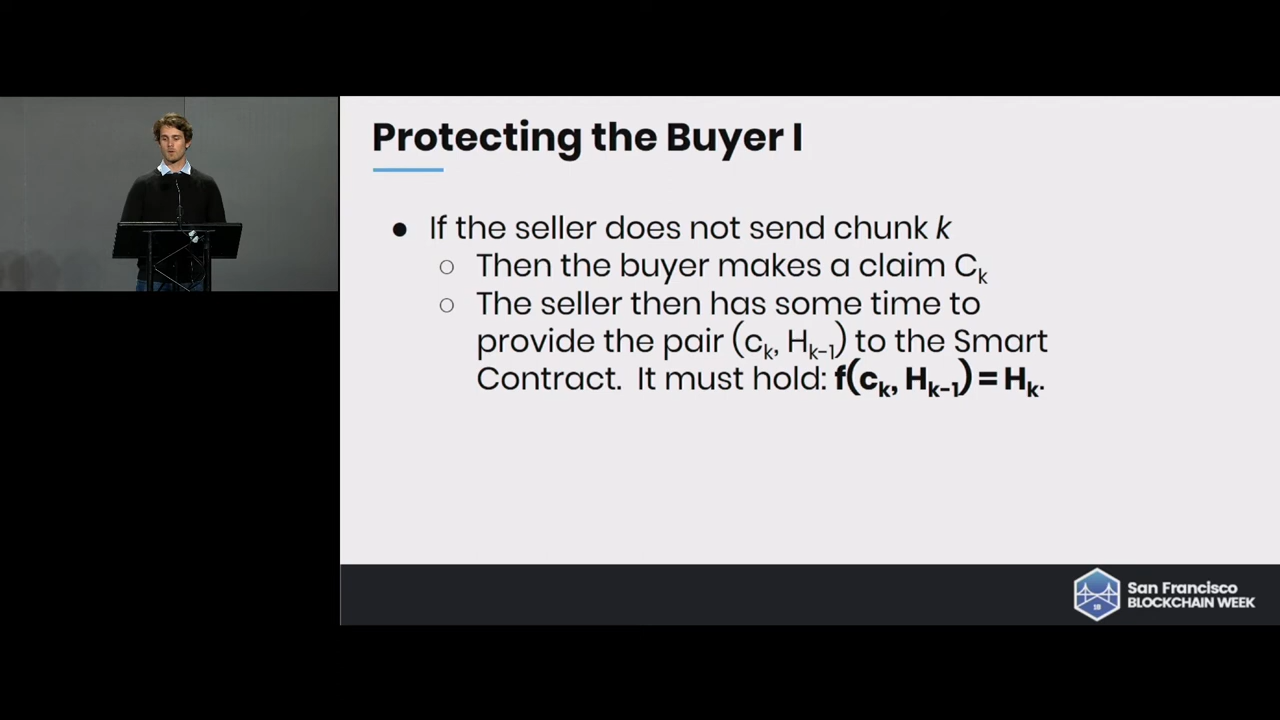 Protecting the Buyer I
● If the seller does not send chunk k
○ Then the buyer makes a claim Cₖ
○ The seller then has some time to
provide the pair (cₖ, Hₖ₋₁) to the Smart
Contract. It must hold: f(cₖ, Hₖ₋₁) = Hₖ.
18
San Francisco
BLOCKCHAIN WEEK